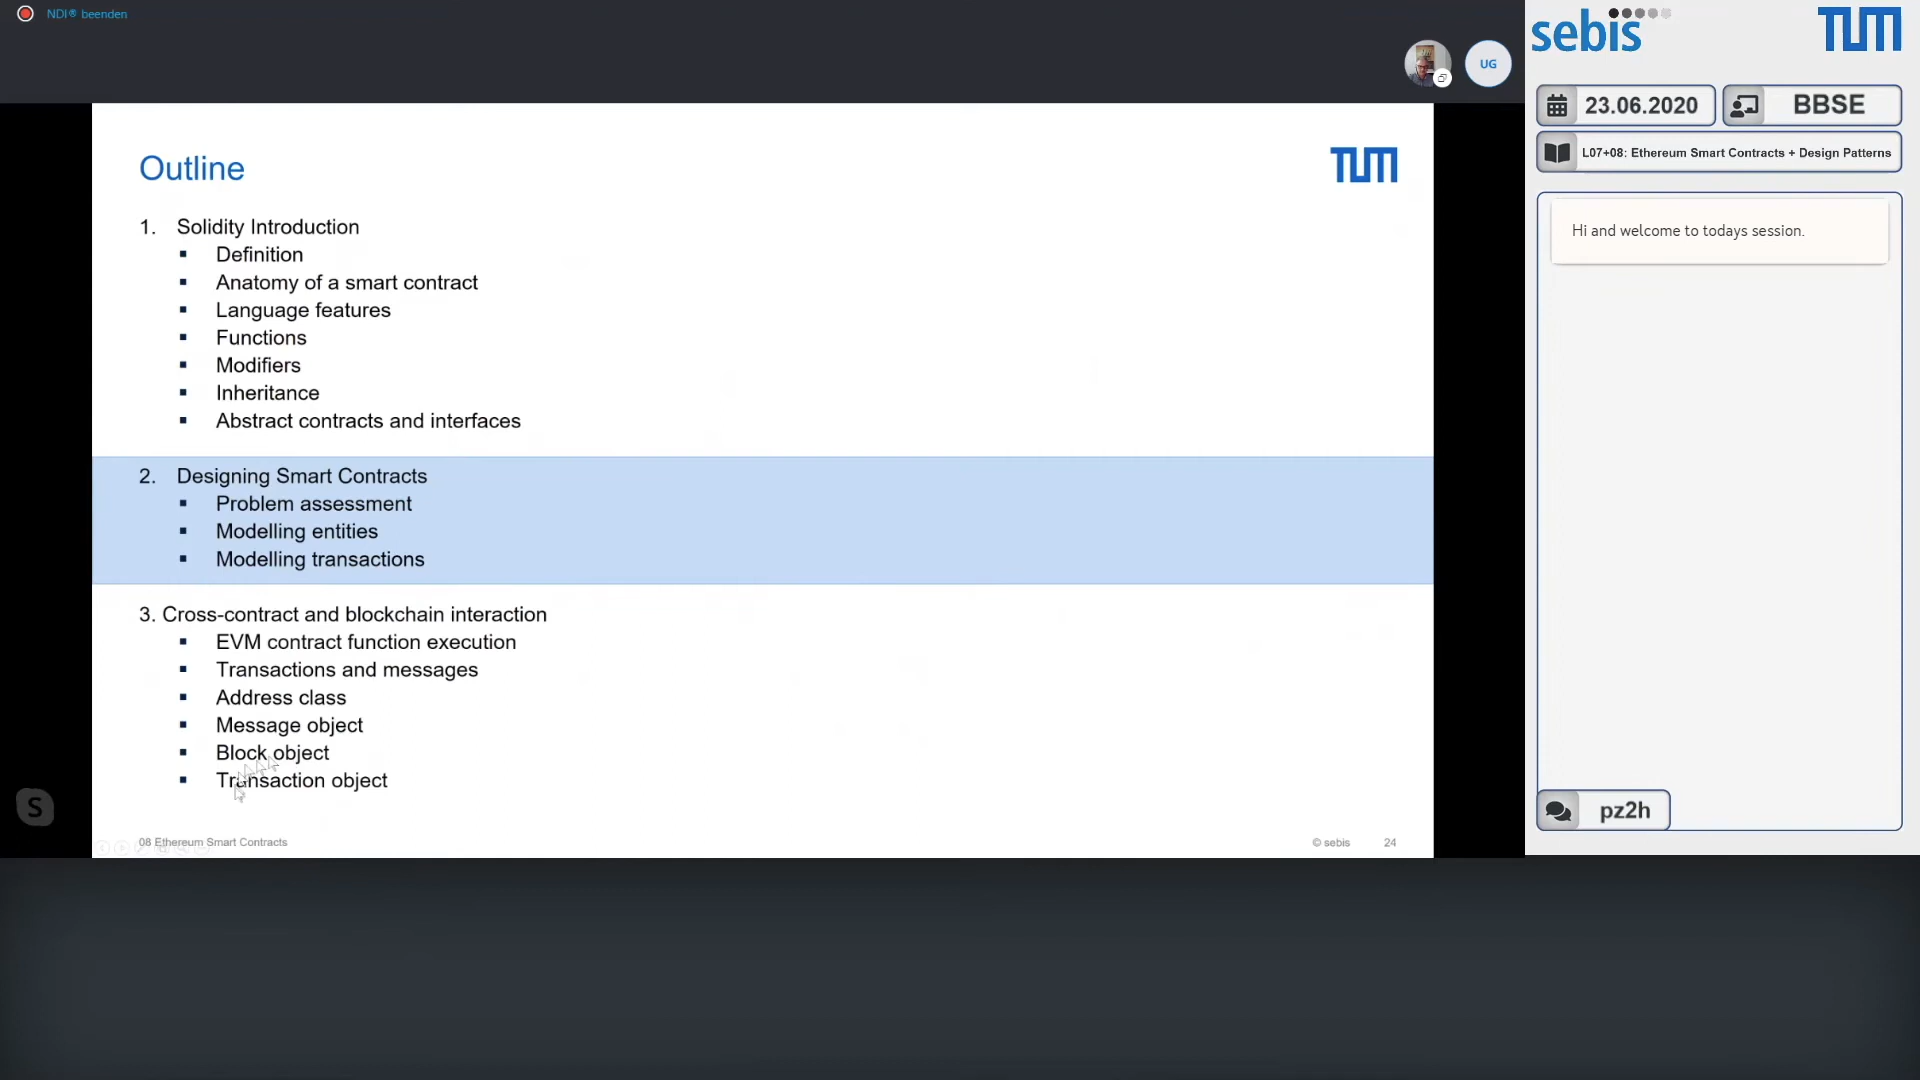 NDI® beenden
UG
sebis
TUM
23.06.2020
BBSE
L07+08: Ethereum Smart Contracts + Design Patterns
Hi and welcome to todays session.
pz2h
Outline
TUM
1. Solidity Introduction
▪ Definition
▪ Anatomy of a smart contract
▪ Language features
▪ Functions
▪ Modifiers
▪ Inheritance
▪ Abstract contracts and interfaces
2. Designing Smart Contracts
▪ Problem assessment
▪ Modelling entities
▪ Modelling transactions
3. Cross-contract and blockchain interaction
▪ EVM contract function execution
▪ Transactions and messages
▪ Address class
▪ Message object
▪ Block object
▪ Transaction object
S
08 Ethereum Smart Contracts
© sebis
24